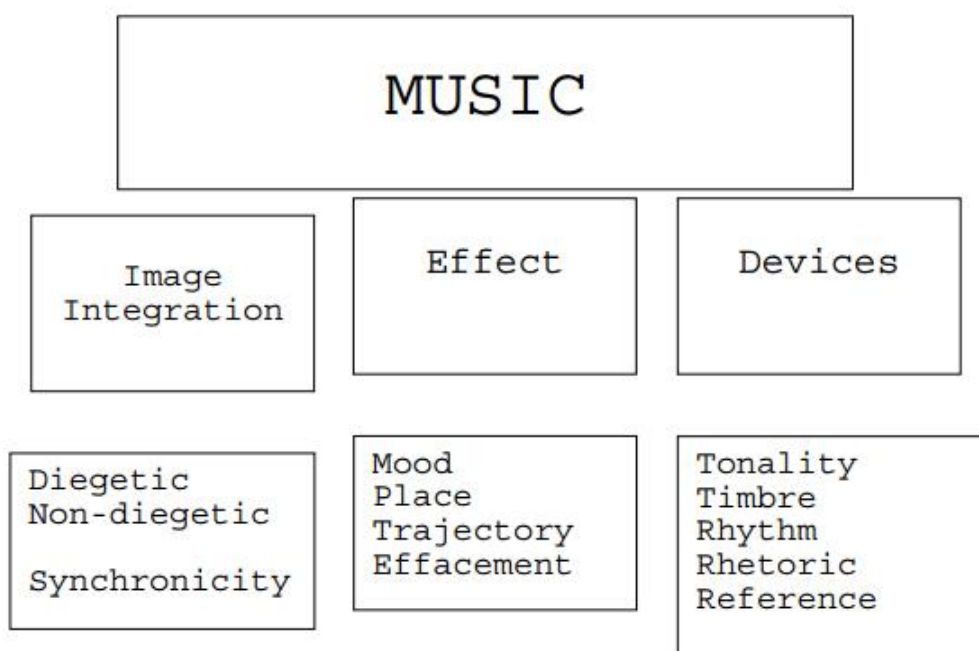 MUSIC
Image
Integration
Effect
Devices
Diegetic
Non-diegetic
Synchronicity
Mood
Place
Trajectory
Effacement
Tonality
Timbre
Rhythm
Rhetoric
Reference